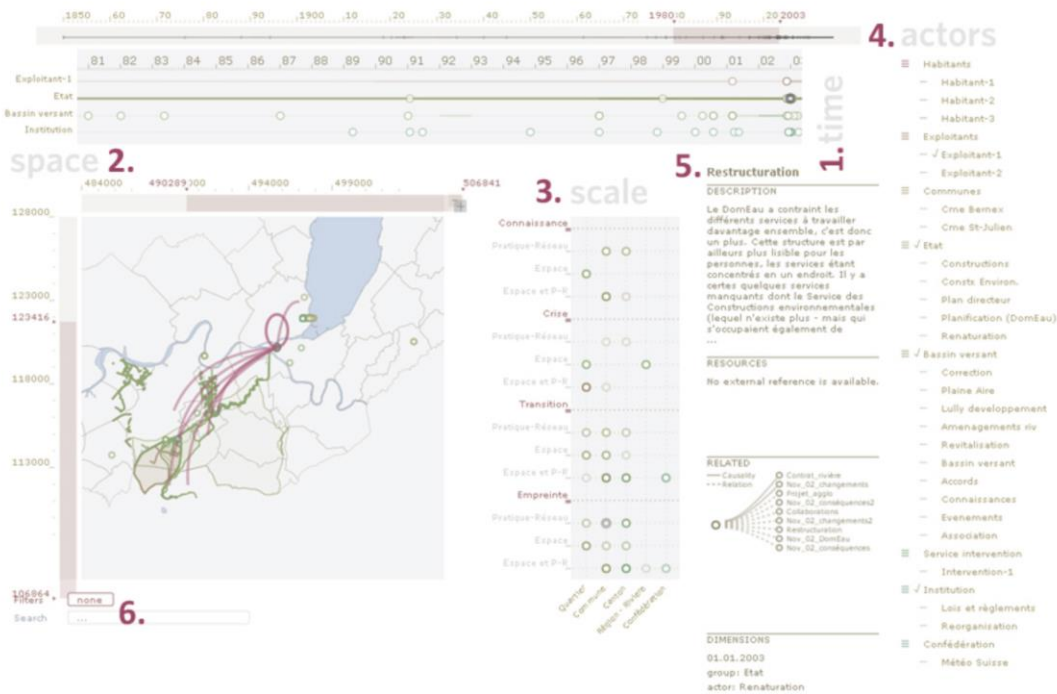 1850 ,60 ,70 ,80 ,90 ,1900 ,10 ,20 ,30 ,40 ,50 ,60 ,70 1980 ,90 ,20 2003
4. actors
81 82 83 84 85 86 87 88 89 90 91 92 93 94 95 96 97 98 99 00 01 02 03
Exploitant-1
Etat
Bassin versant
Institution
1. time
space 2.
484000 490289 494000 499000 506841
128000
123000
123416
118000
113000
106864
Filters none
Search ...
6.
3. scale
Connaissance
Pratique-Réseau
Espace
Espace et P-R
Crise
Pratique-Réseau
Espace
Espace et P-R
Transition
Pratique-Réseau
Espace
Espace et P-R
Empreinte
Pratique-Réseau
Espace
Espace et P-R
Quartier
Commune
Canton
Région - Rivière
Confédération
5. Restructuration
DESCRIPTION
Le DomEau a contraint les
différents services à travailler
davantage ensemble, c'est donc
un plus. Cette structure est par
ailleurs plus lisible pour les
personnes, les services étant
concentrés en un endroit. Il y a
certes quelques services
manquants dont le Service des
Constructions environnementales
(lequel n'existe plus - mais qui
s'occupaient également de
...
RESOURCES
No external reference is available.
RELATED
Causality
Relation
Contrat_rivière
Nov_02_changements
Projet_agglo
Nov_02_conséquences2
Collaborations
Nov_02_changements2
Restructuration
Nov_02_DomEau
Nov_02_conséquences
DIMENSIONS
01.01.2003
group: Etat
actor: Renaturation
Habitants
Habitant-1
Habitant-2
Habitant-3
Exploitants
√ Exploitant-1
Exploitant-2
Communes
Cme Bernex
Cme St-Julien
√ Etat
Constructions
Constx. Environ.
Plan directeur
Planification (DomEau)
Renaturation
√ Bassin versant
Correction
Plaine Aire
Lully developpement
Amenagements riv
Revitalisation
Bassin versant
Accords
Connaissances
Evenements
Association
Service intervention
Intervention-1
√ Institution
Lois et règlements
Reorganisation
Confédération
Météo Suisse